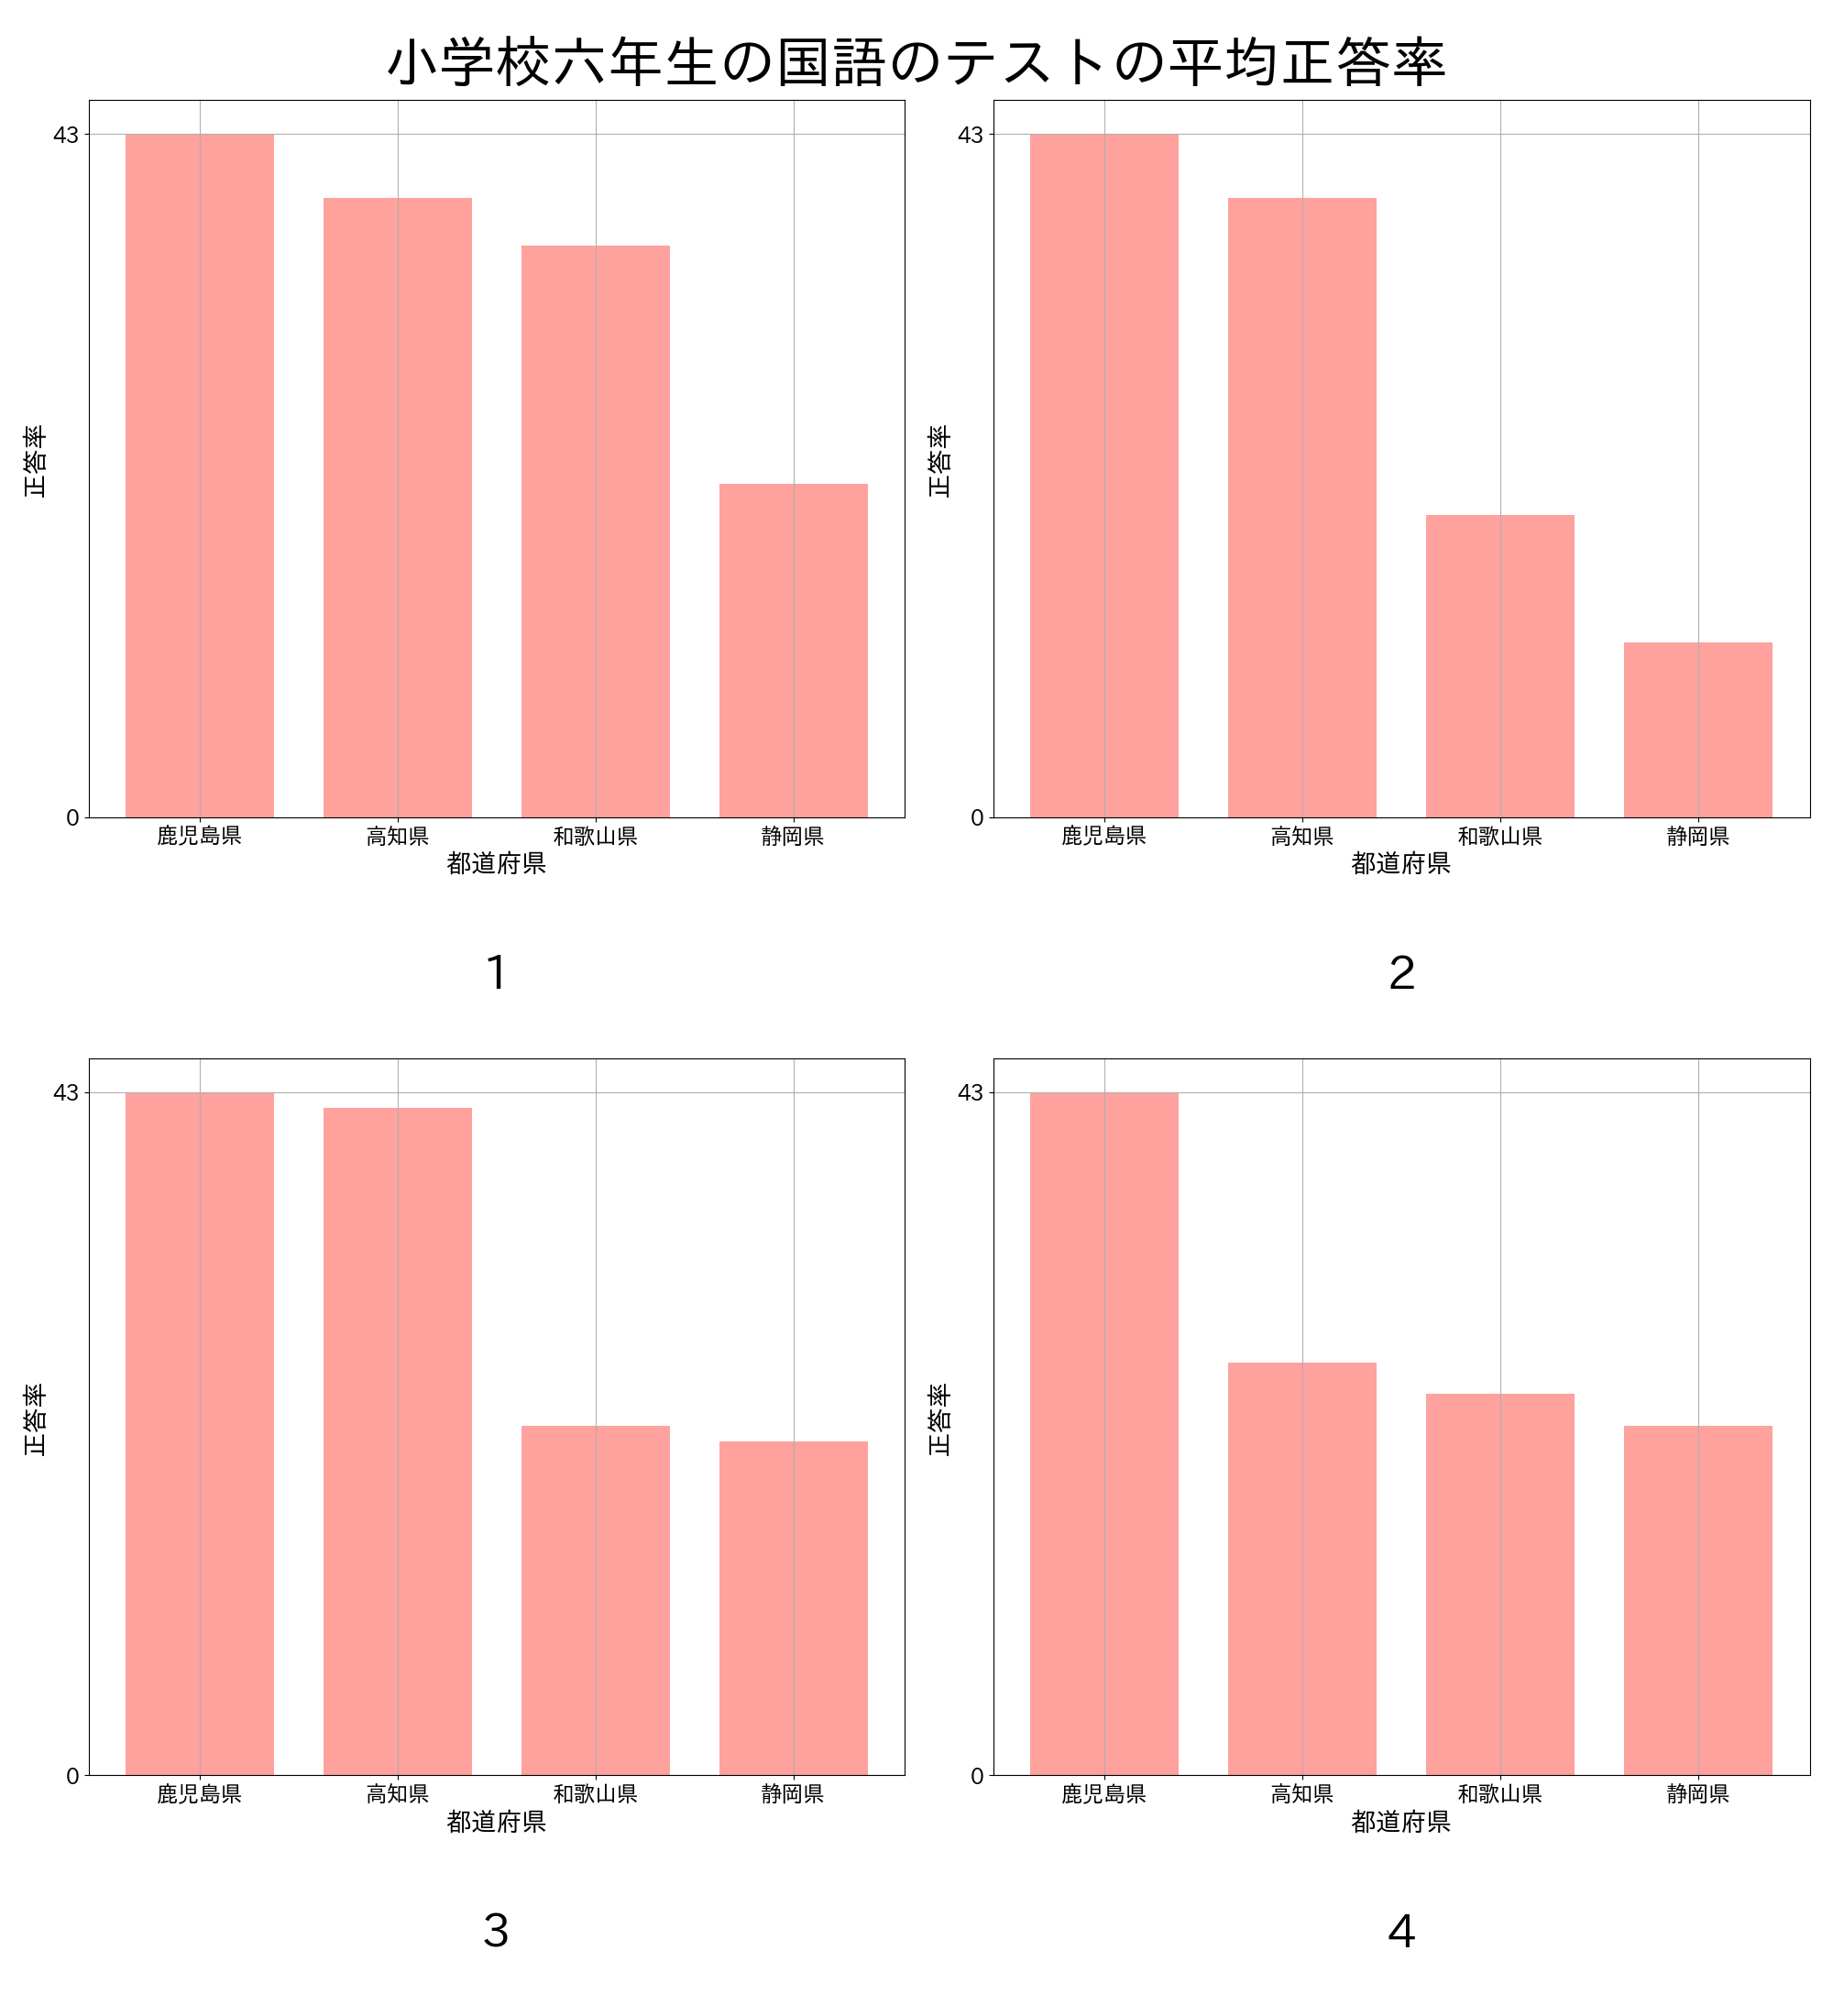 小学校六年生の国語のテストの平均正答率
43
0
正答率
鹿児島県 高知県 和歌山県 静岡県
都道府県
1
43
0
正答率
鹿児島県 高知県 和歌山県 静岡県
都道府県
2
43
0
正答率
鹿児島県 高知県 和歌山県 静岡県
都道府県
3
43
0
正答率
鹿児島県 高知県 和歌山県 静岡県
都道府県
4